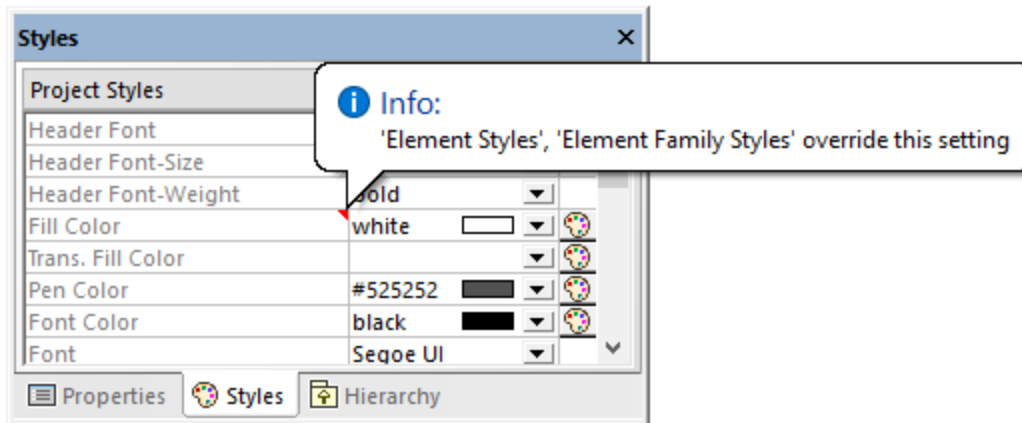 Styles
Project Styles
Info:
'Element Styles', 'Element Family Styles' override this setting
Header Font
Header Font-Size
Header Font-Weight bold
Fill Color white
Trans. Fill Color
Pen Color #525252
Font Color black
Font Segoe UI
Properties Styles Hierarchy